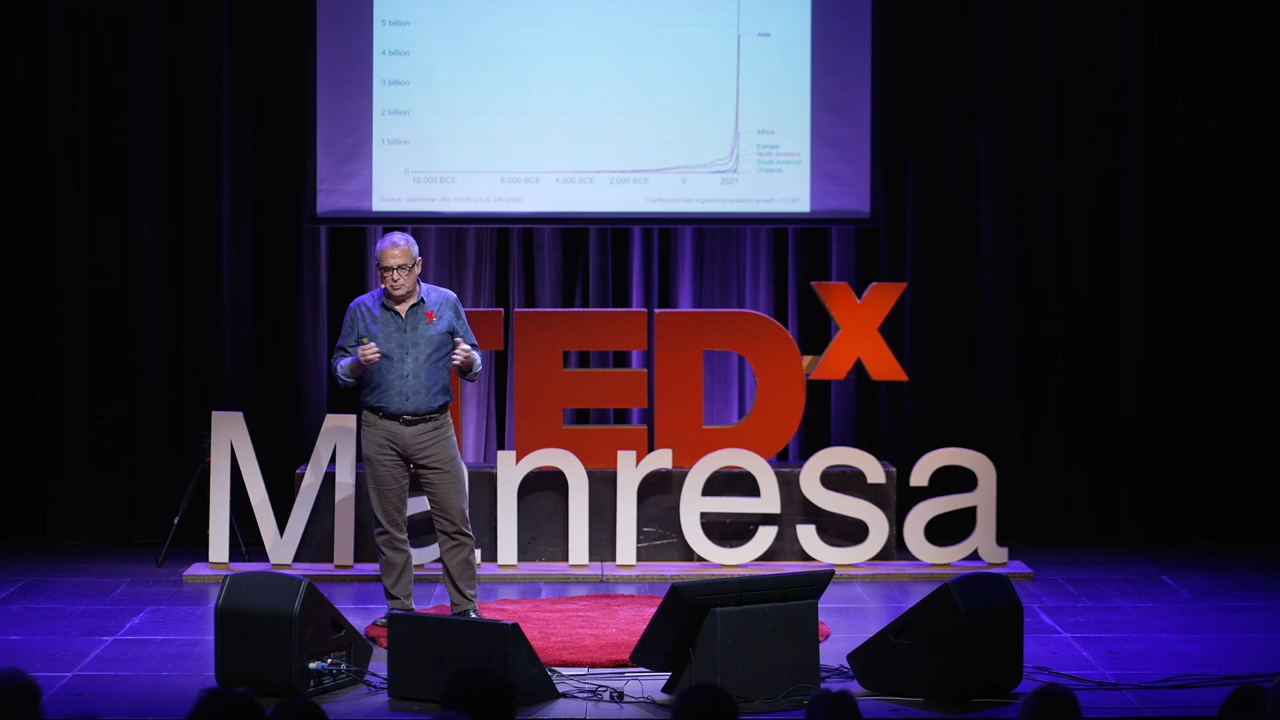 5 billion
4 billion
3 billion
2 billion
1 billion
0
10,000 BCE 6,000 BCE 4,000 BCE 2,000 BCE 0 2021
Asia
Africa
Europe
North America
South America
Oceania
TEDx
Manresa